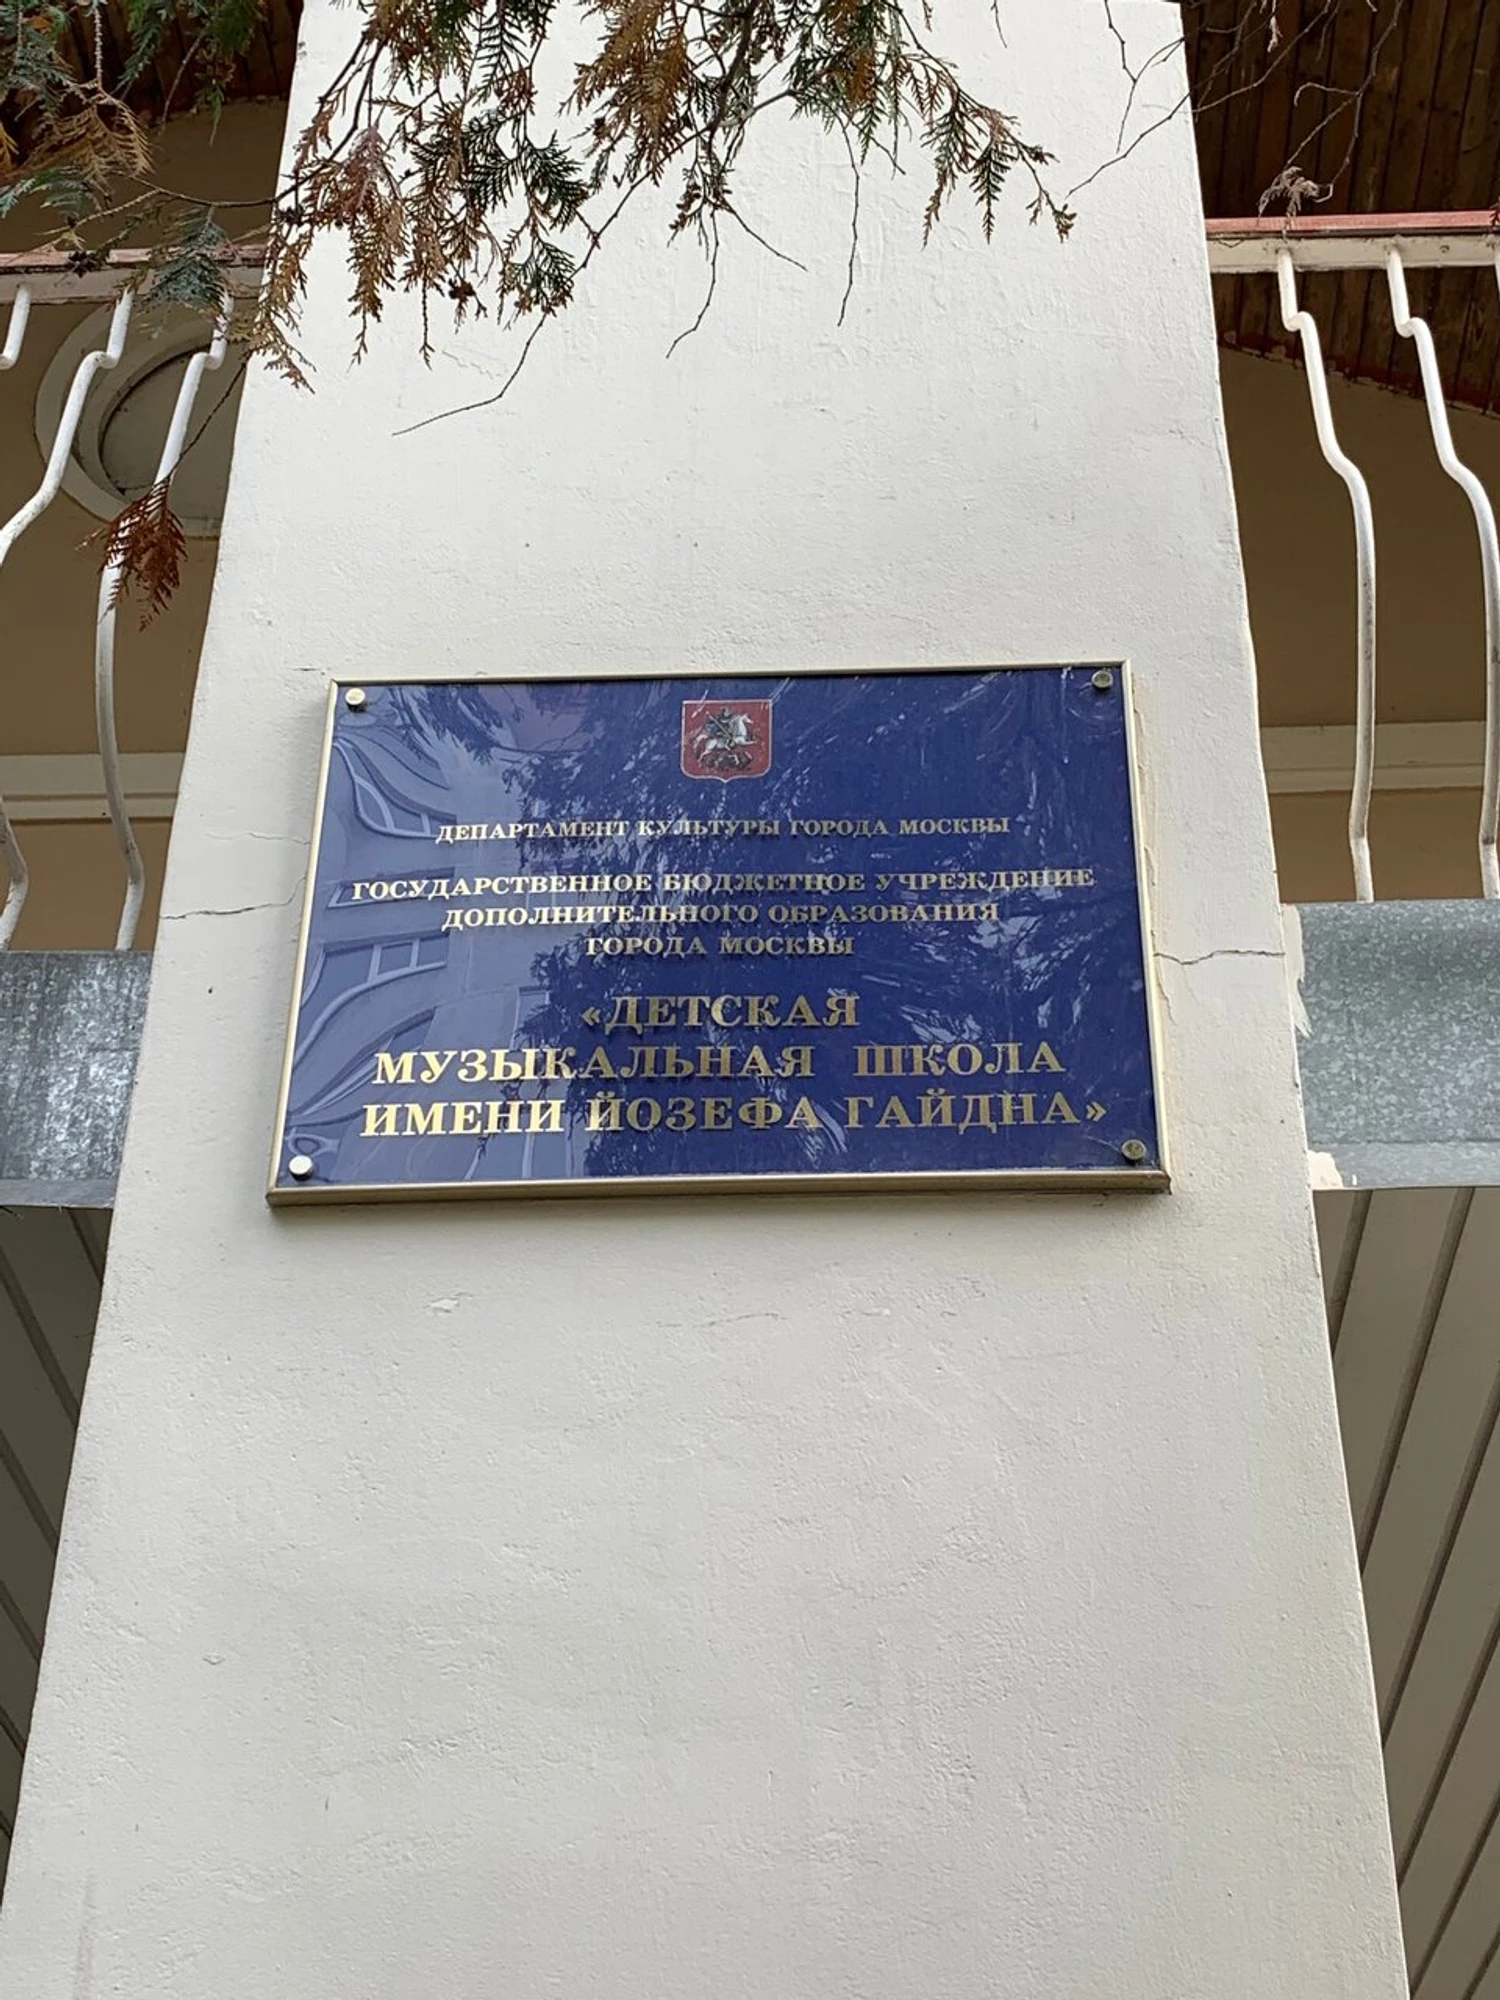 ДЕПАРТАМЕНТ КУЛЬТУРЫ ГОРОДА МОСКВЫ
ГОСУДАРСТВЕННОЕ БЮДЖЕТНОЕ УЧРЕЖДЕНИЕ
ДОПОЛНИТЕЛЬНОГО ОБРАЗОВАНИЯ
ГОРОДА МОСКВЫ
«ДЕТСКАЯ
МУЗЫКАЛЬНАЯ ШКОЛА
ИМЕНИ ЙОЗЕФА ГАЙДНА»